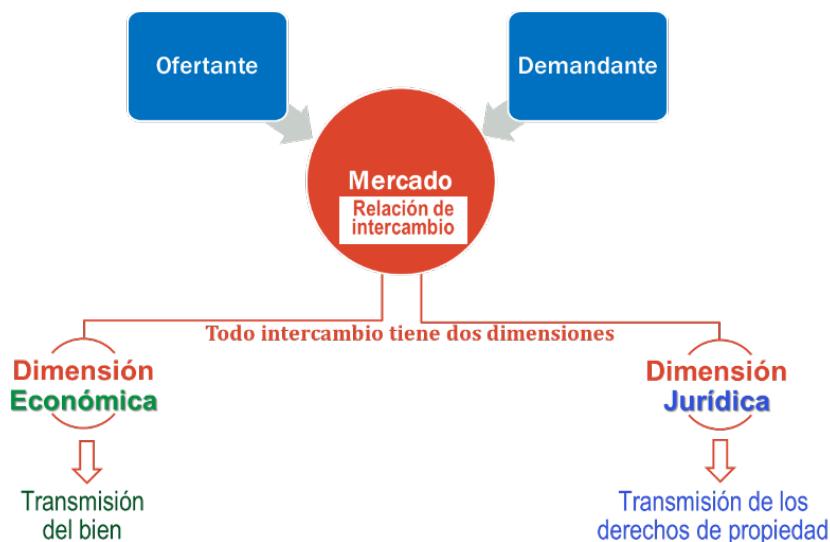 Ofertante
Demandante
Mercado
Relación de
intercambio
Todo intercambio tiene dos dimensiones
Dimensión
Económica
Dimensión
Jurídica
Transmisión
del bien
Transmisión de los
derechos de propiedad